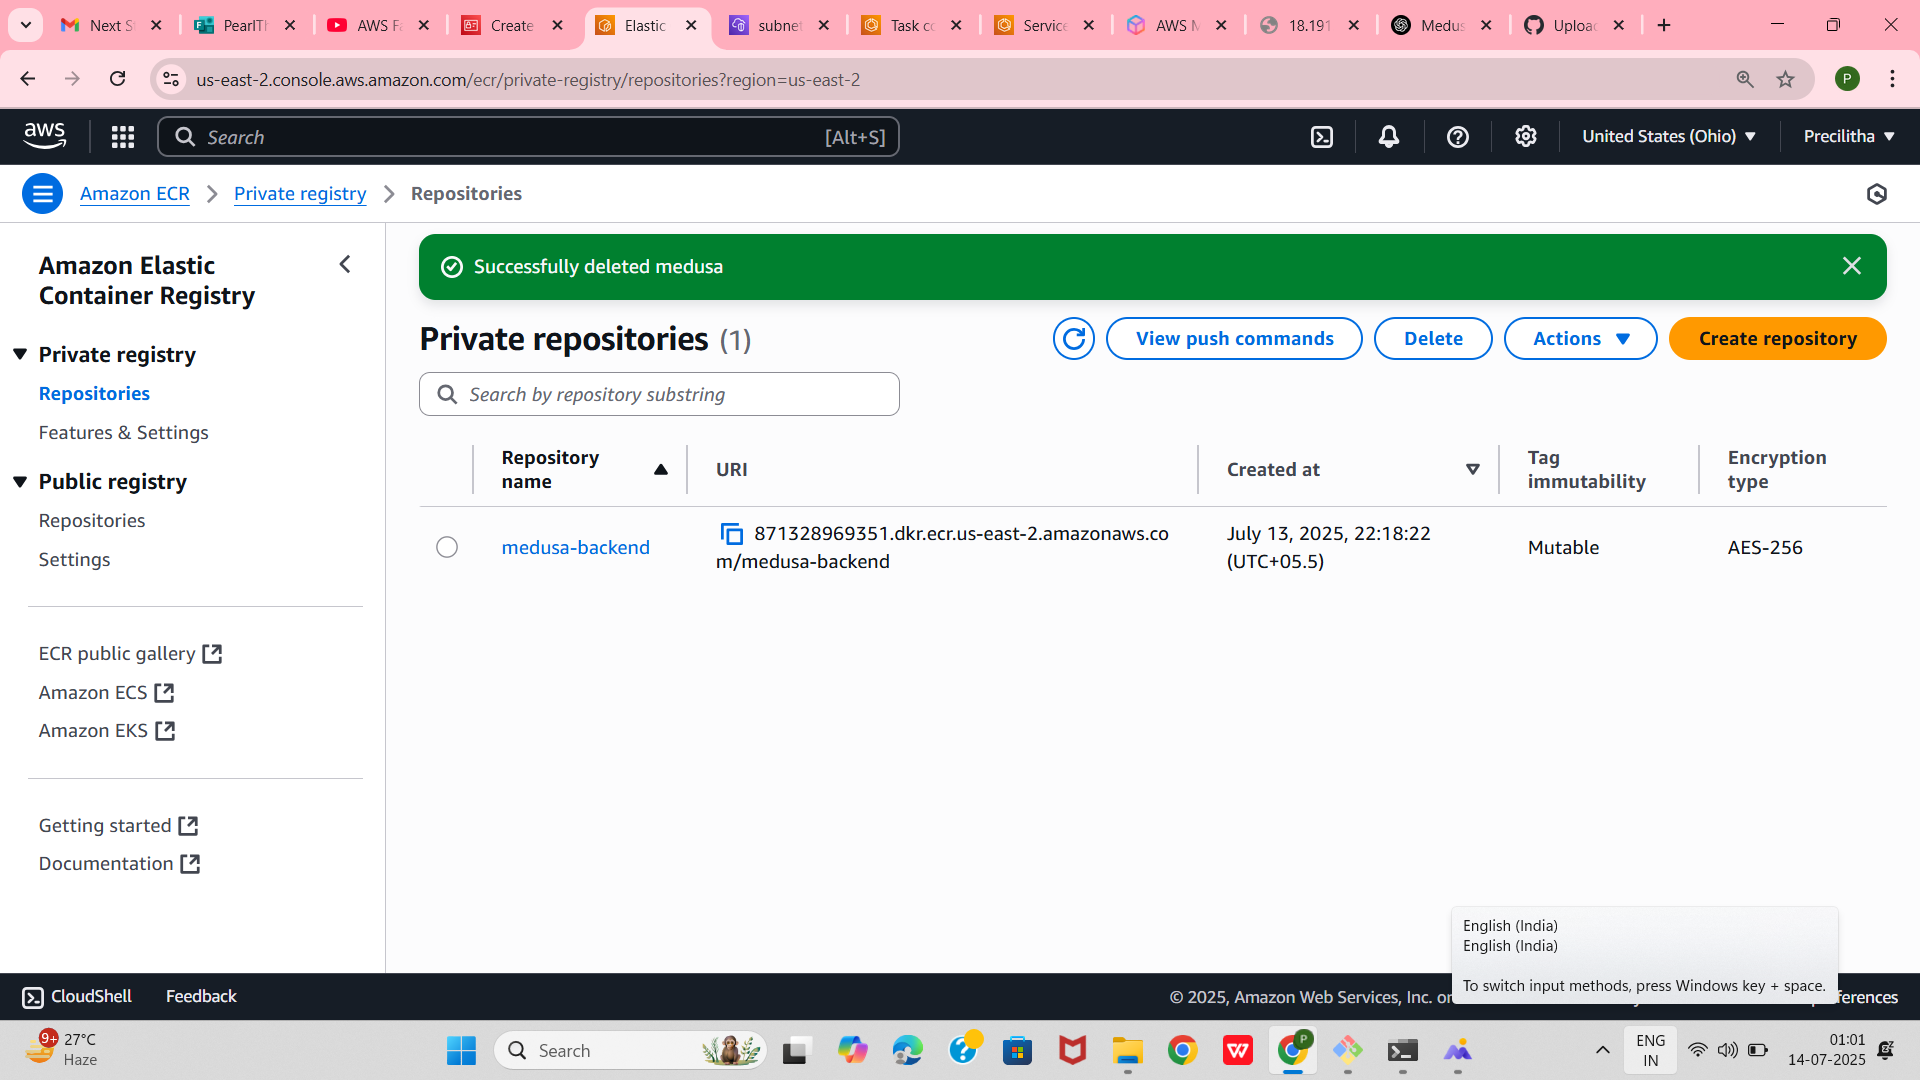 Next S
PearlTh
AWS Fa
Create
Elastic
subnet
Task co
Service
AWS M
18.191
Medus
Upload
us-east-2.console.aws.amazon.com/ecr/private-registry/repositories?region=us-east-2
P
aws
Search
[Alt+S]
United States (Ohio)
Precilitha
Amazon ECR
Private registry
Repositories
Amazon Elastic
Container Registry
Private registry
Repositories
Features & Settings
Public registry
Repositories
Settings
ECR public gallery
Amazon ECS
Amazon EKS
Getting started
Documentation
Successfully deleted medusa
Private repositories (1)
View push commands
Delete
Actions
Create repository
Search by repository substring
Repository
name
URI
Created at
Tag
immutability
Encryption
type
medusa-backend
871328969351.dkr.ecr.us-east-2.amazonaws.co
m/medusa-backend
July 13, 2025, 22:18:22
(UTC+05.5)
Mutable
AES-256
English (India)
English (India)
To switch input methods, press Windows key + space.
CloudShell
Feedback
© 2025, Amazon Web Services, Inc. or
ferences
9+
27°C
Haze
Search
P
ENG
IN
01:01
14-07-2025